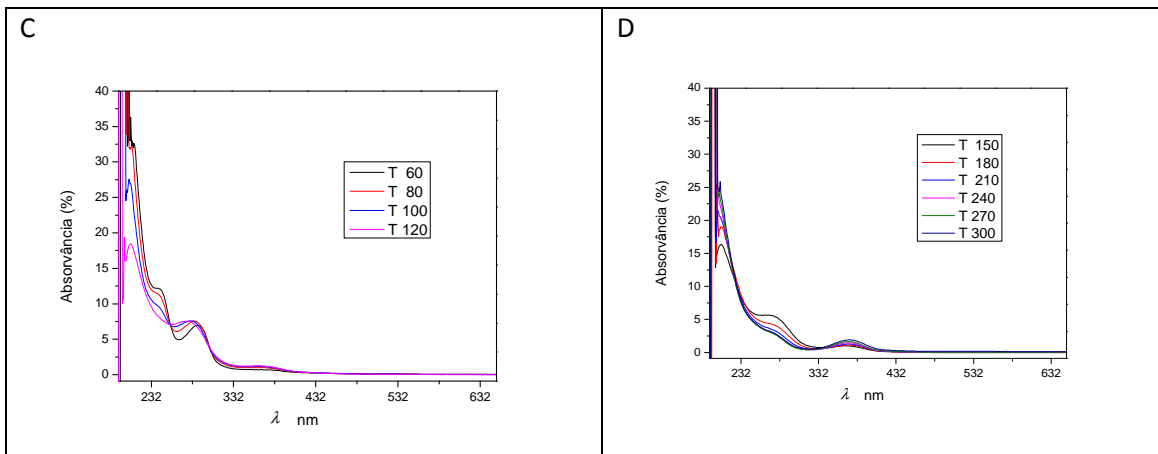 C
40
35
30
25
20
15
10
5
0
Absorvância (%)
T 60
T 80
T 100
T 120
232 332 432 532 632
λ nm
D
40
35
30
25
20
15
10
5
0
Absorvância (%)
T 150
T 180
T 210
T 240
T 270
T 300
232 332 432 532 632
λ nm